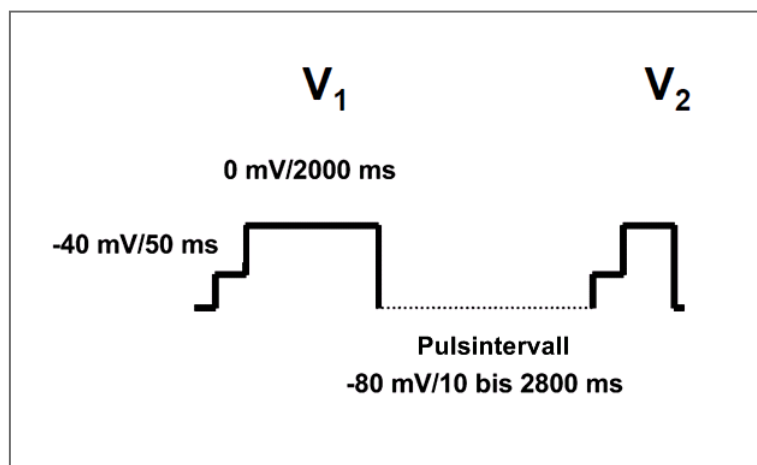 V₁ V₂
0 mV/2000 ms
-40 mV/50 ms
Pulsintervall
-80 mV/10 bis 2800 ms